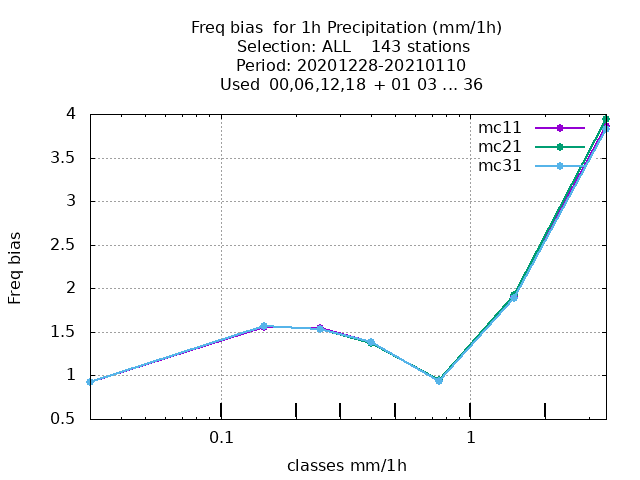 Freq bias  for 1h Precipitation (mm/1h)
Selection: ALL    143 stations
Period: 20201228-20210110
Used  00,06,12,18  + 01 03 ... 36
mc11
mc21
mc31
4
3.5
3
2.5
2
1.5
1
0.5
Freq bias
0.1
1
classes mm/1h